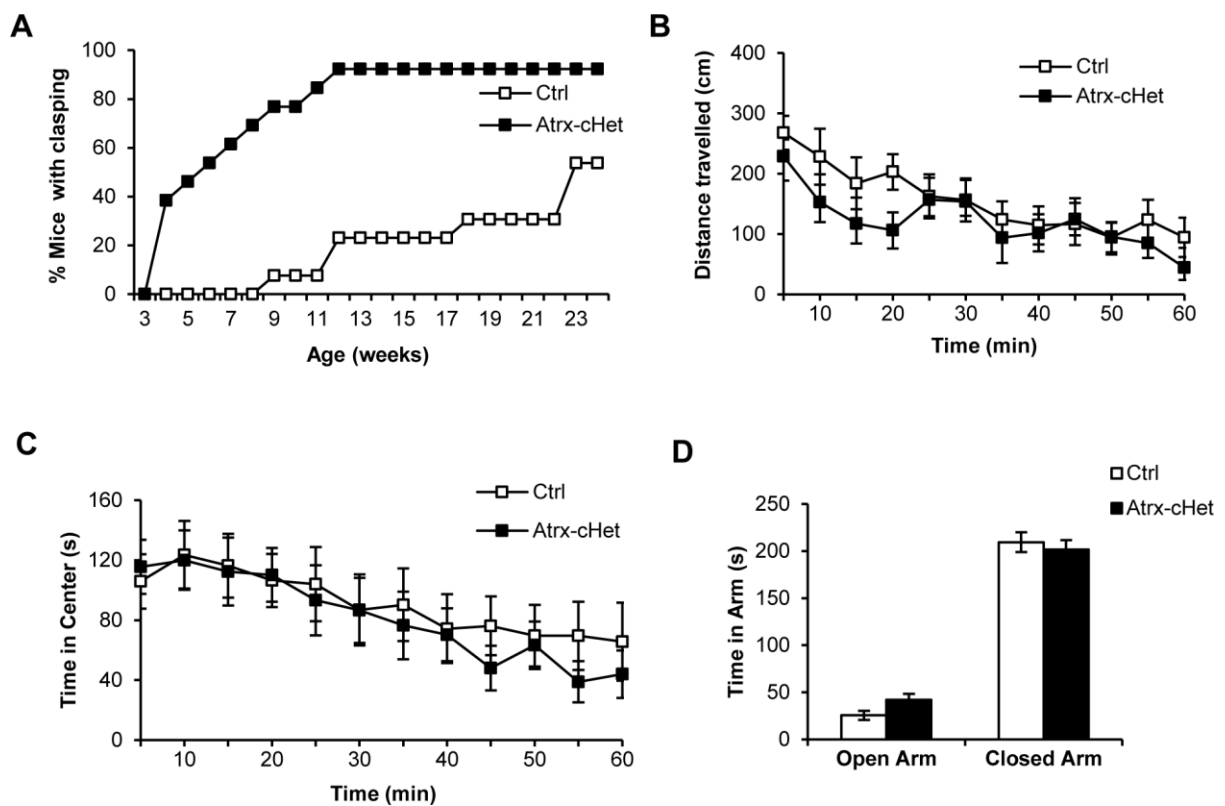 A
% Mice with clasping
100
80
60
40
20
0
3 5 7 9 11 13 15 17 19 21 23
Age (weeks)
Ctrl
Atrx-cHet
B
Distance travelled (cm)
400
300
200
100
0
10 20 30 40 50 60
Time (min)
Ctrl
Atrx-cHet
C
Time in Center (s)
160
120
80
40
0
10 20 30 40 50 60
Time (min)
Ctrl
Atrx-cHet
D
Time in Arm (s)
250
200
150
100
50
0
Open Arm Closed Arm
Ctrl
Atrx-cHet